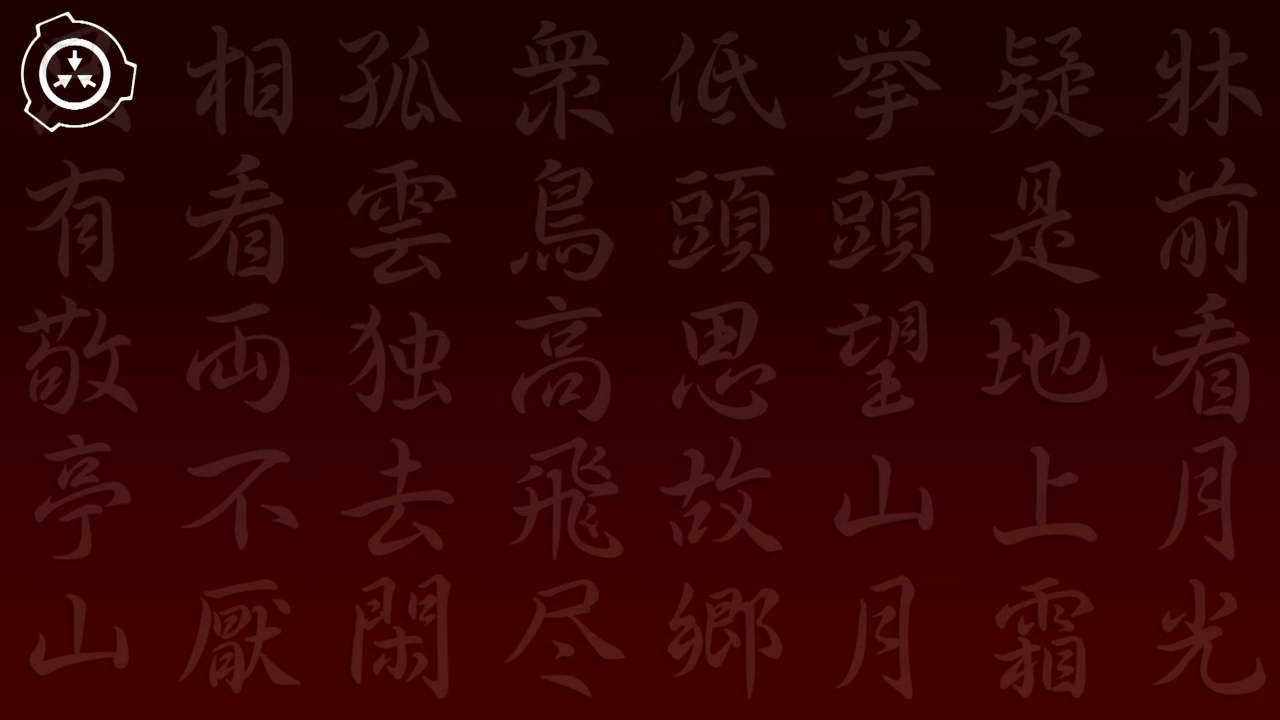 牀前看月光
疑是地上霜
挙頭望山月
低頭思故郷
衆鳥高飛尽
孤雲独去閑
相看両不厭
有敬亭山